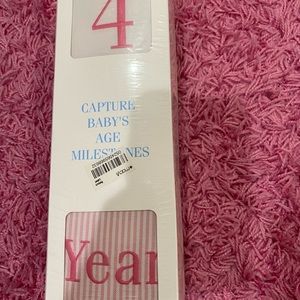 4
CAPTURE
BABY'S
AGE
MILESTONES
Year